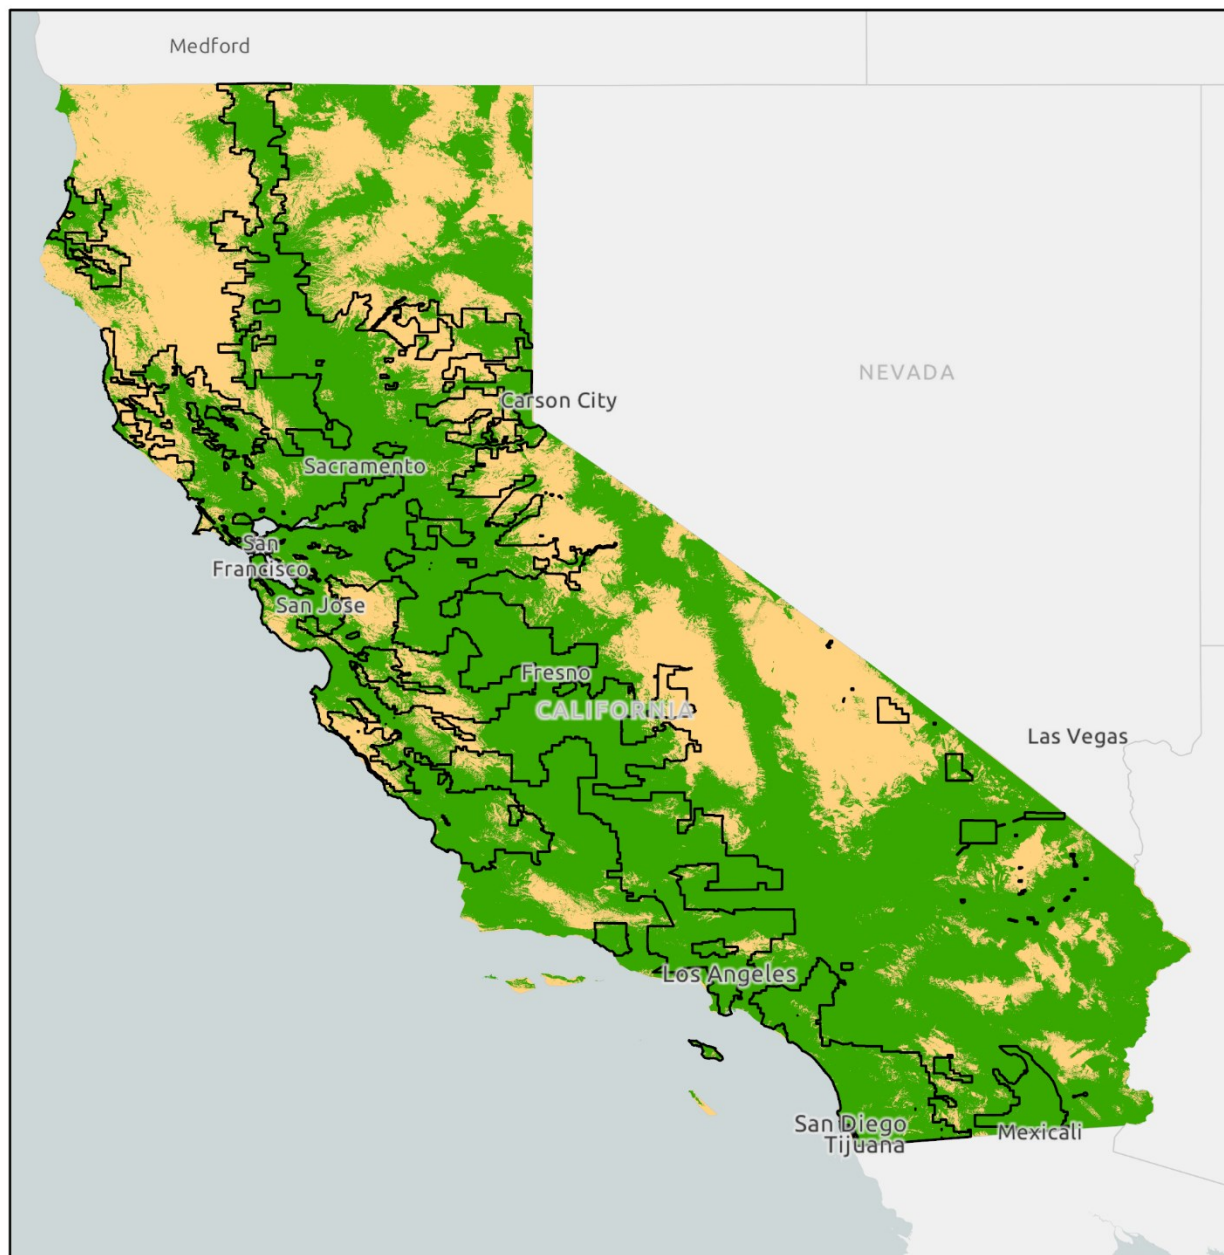 Medford
NEVADA
Carson City
Sacramento
San
Francisco
San Jose
Fresno
CALIFORNIA
Las Vegas
Los Angeles
San Diego
Tijuana
Mexicali